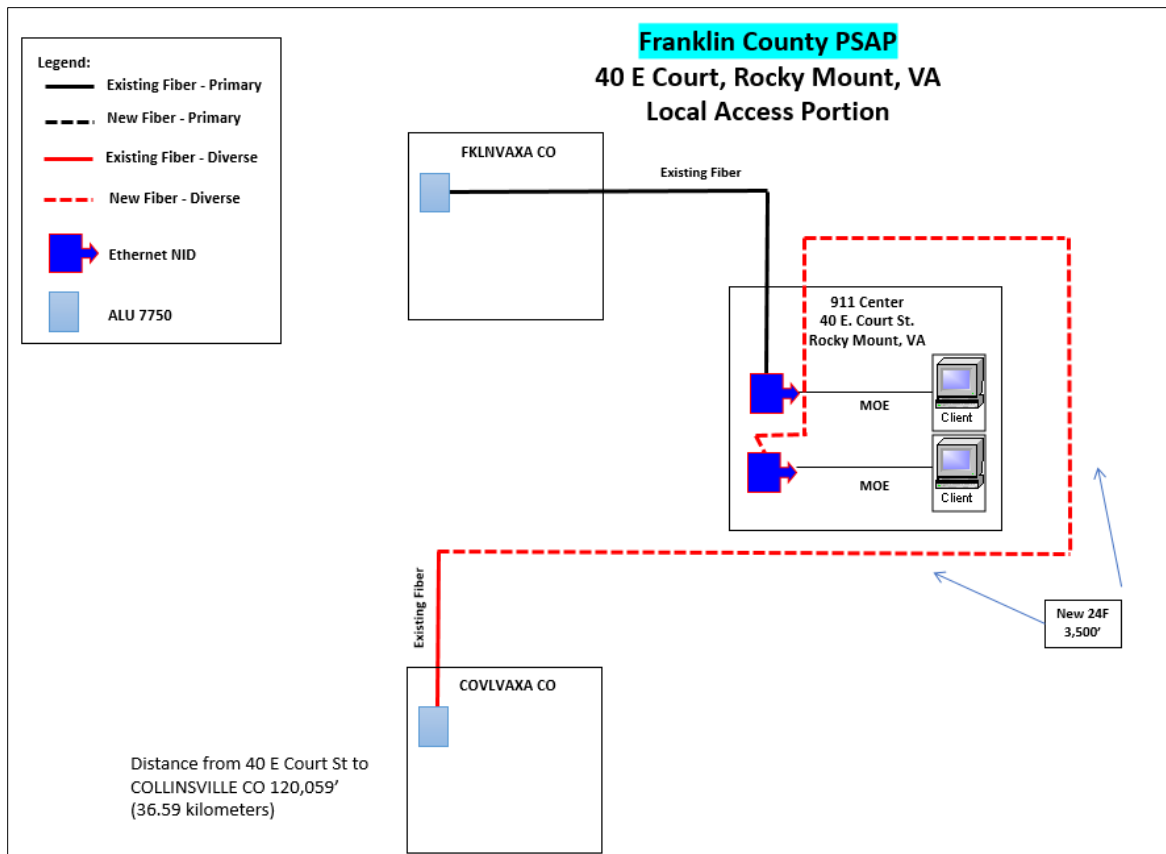 Franklin County PSAP
40 E Court, Rocky Mount, VA
Local Access Portion
Legend:
Existing Fiber - Primary
New Fiber - Primary
Existing Fiber - Diverse
New Fiber - Diverse
Ethernet NID
ALU 7750
FKLNVAXA CO
Existing Fiber
911 Center
40 E. Court St.
Rocky Mount, VA
MOE
Client
MOE
Client
Existing Fiber
New 24F
3,500’
COVLVAXA CO
Distance from 40 E Court St to
COLLINSVILLE CO 120,059’
(36.59 kilometers)